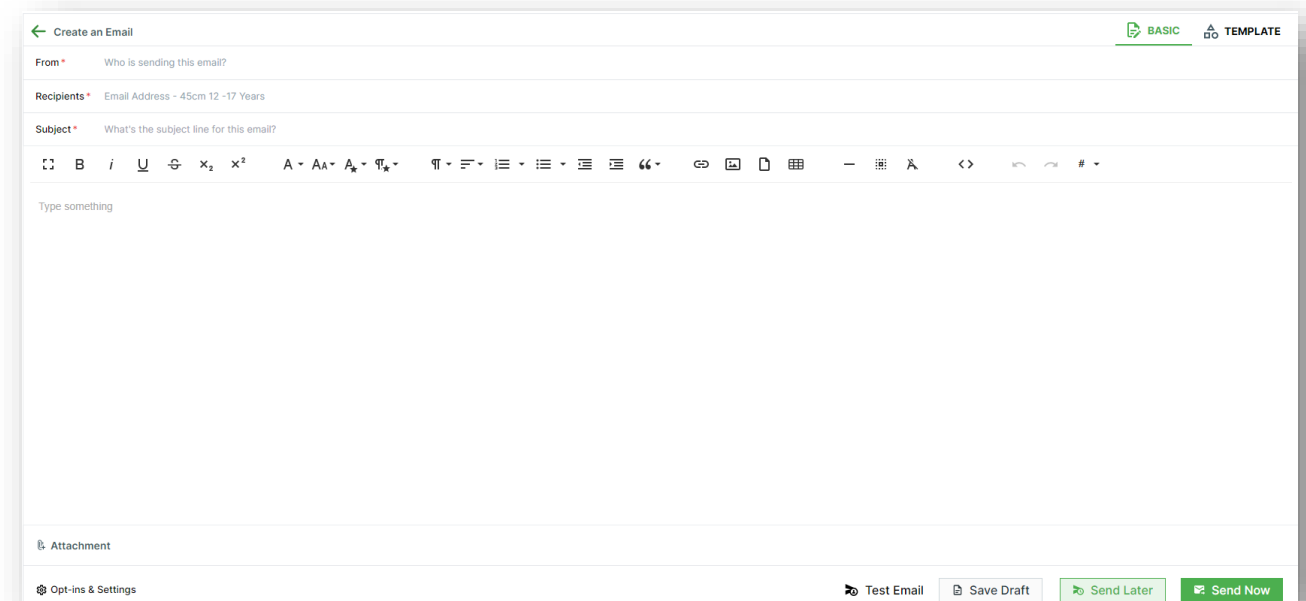 Create an Email
BASIC
TEMPLATE
From *
Who is sending this email?
Recipients *
Email Address - 45cm 12 -17 Years
Subject *
What's the subject line for this email?
Type something
Attachment
Opt-ins & Settings
Test Email
Save Draft
Send Later
Send Now